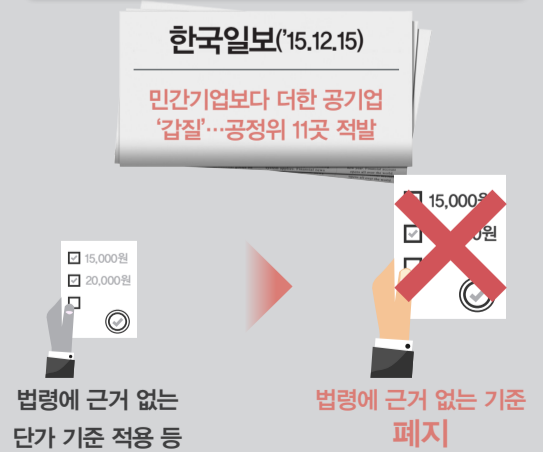 한국일보('15.12.15)
민간기업보다 더한 공기업
'갑질'…공정위 11곳 적발
15,000원
15,000원
20,000원
원
법령에 근거 없는
단가 기준 적용 등
법령에 근거 없는 기준
폐지